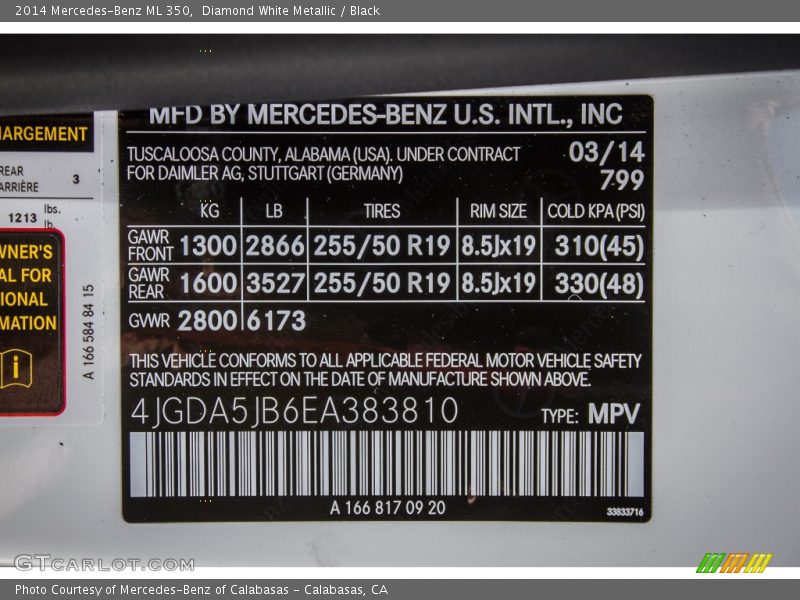 2014 Mercedes-Benz ML 350,  Diamond White Metallic / Black
MFD BY MERCEDES-BENZ U.S. INTL., INC
TUSCALOOSA COUNTY, ALABAMA (USA). UNDER CONTRACT
FOR DAIMLER AG, STUTTGART (GERMANY)
03/14
799
KG LB TIRES RIM SIZE COLD KPA(PSI)
GAWR FRONT 1300 2866 255/50 R19 8.5Jx19 310(45)
GAWR REAR 1600 3527 255/50 R19 8.5Jx19 330(48)
GVWR 2800 6173
THIS VEHICLE CONFORMS TO ALL APPLICABLE FEDERAL MOTOR VEHICLE SAFETY
STANDARDS IN EFFECT ON THE DATE OF MANUFACTURE SHOWN ABOVE.
4JGDA5JB6EA383810 TYPE: MPV
A 166 817 09 20
33833716
HARGEMENT
REAR
ARRIÈRE 3
1213 lbs.
lb.
WNER'S
AL FOR
IONAL
MATION
i
A 166 584 84 15
GTCARLOT.COM
Photo Courtesy of Mercedes-Benz of Calabasas - Calabasas, CA